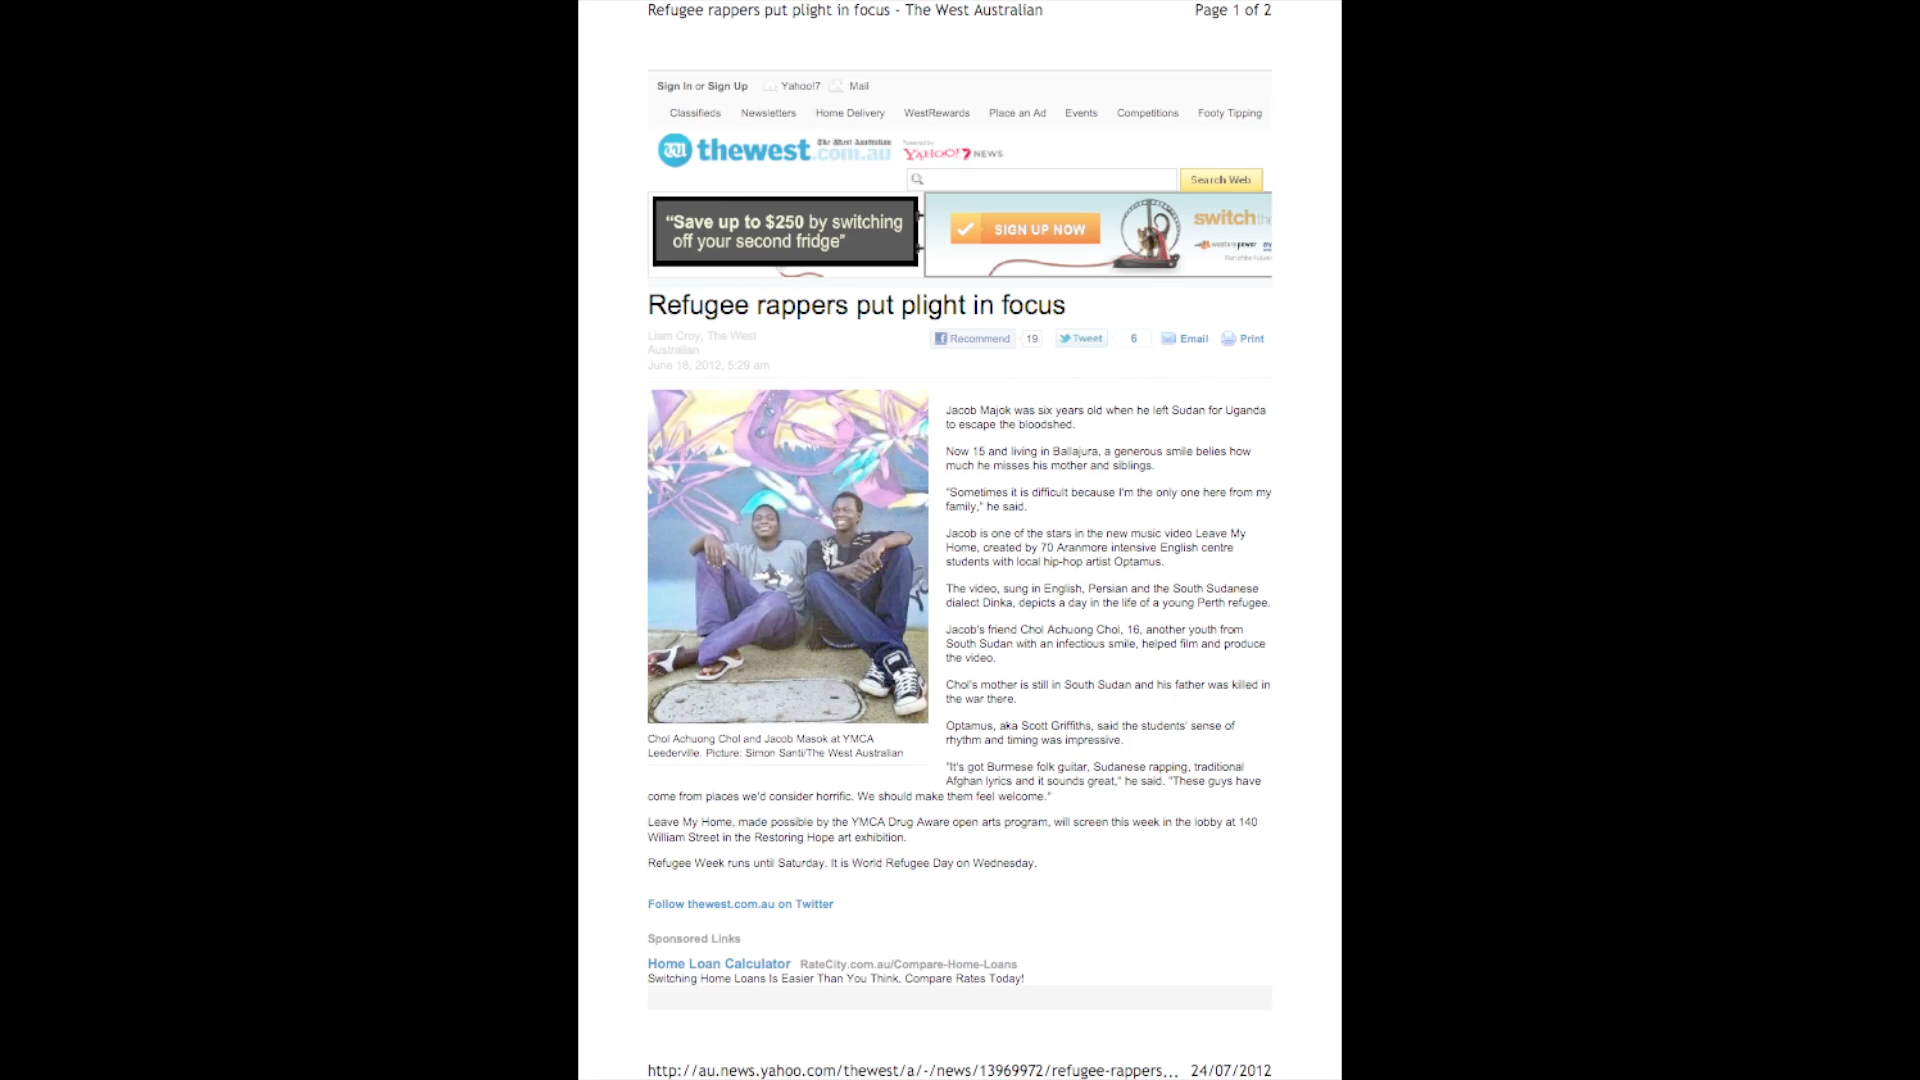 Refugee rappers put plight in focus - The West Australian Page 1 of 2
Sign In or Sign Up Yahoo!7 Mail
Classifieds Newsletters Home Delivery WestRewards Place an Ad Events Competitions Footy Tipping
thewest.com.au The West Australian Powered by YAHOO!7 NEWS
Search Web
"Save up to $250 by switching
off your second fridge"
SIGN UP NOW
switch the
western power my
Part of the Future
Refugee rappers put plight in focus
Liam Croy, The West
Australian
June 18, 2012, 5:29 am
Recommend 19 Tweet 6 Email Print
Jacob Majok was six years old when he left Sudan for Uganda
to escape the bloodshed.
Now 15 and living in Ballajura, a generous smile belies how
much he misses his mother and siblings.
"Sometimes it is difficult because I'm the only one here from my
family," he said.
Jacob is one of the stars in the new music video Leave My
Home, created by 70 Aranmore intensive English centre
students with local hip-hop artist Optamus.
The video, sung in English, Persian and the South Sudanese
dialect Dinka, depicts a day in the life of a young Perth refugee.
Jacob's friend Chol Achuong Chol, 16, another youth from
South Sudan with an infectious smile, helped film and produce
the video.
Chol's mother is still in South Sudan and his father was killed in
the war there.
Optamus, aka Scott Griffiths, said the students' sense of
rhythm and timing was impressive.
"It's got Burmese folk guitar, Sudanese rapping, traditional
Afghan lyrics and it sounds great," he said. "These guys have
come from places we'd consider horrific. We should make them feel welcome."
Chol Achuong Chol and Jacob Masok at YMCA
Leederville. Picture: Simon Santi/The West Australian
Leave My Home, made possible by the YMCA Drug Aware open arts program, will screen this week in the lobby at 140
William Street in the Restoring Hope art exhibition.
Refugee Week runs until Saturday. It is World Refugee Day on Wednesday.
Follow thewest.com.au on Twitter
Sponsored Links
Home Loan Calculator RateCity.com.au/Compare-Home-Loans
Switching Home Loans Is Easier Than You Think. Compare Rates Today!
http://au.news.yahoo.com/thewest/a/-/news/13969972/refugee-rappers... 24/07/2012